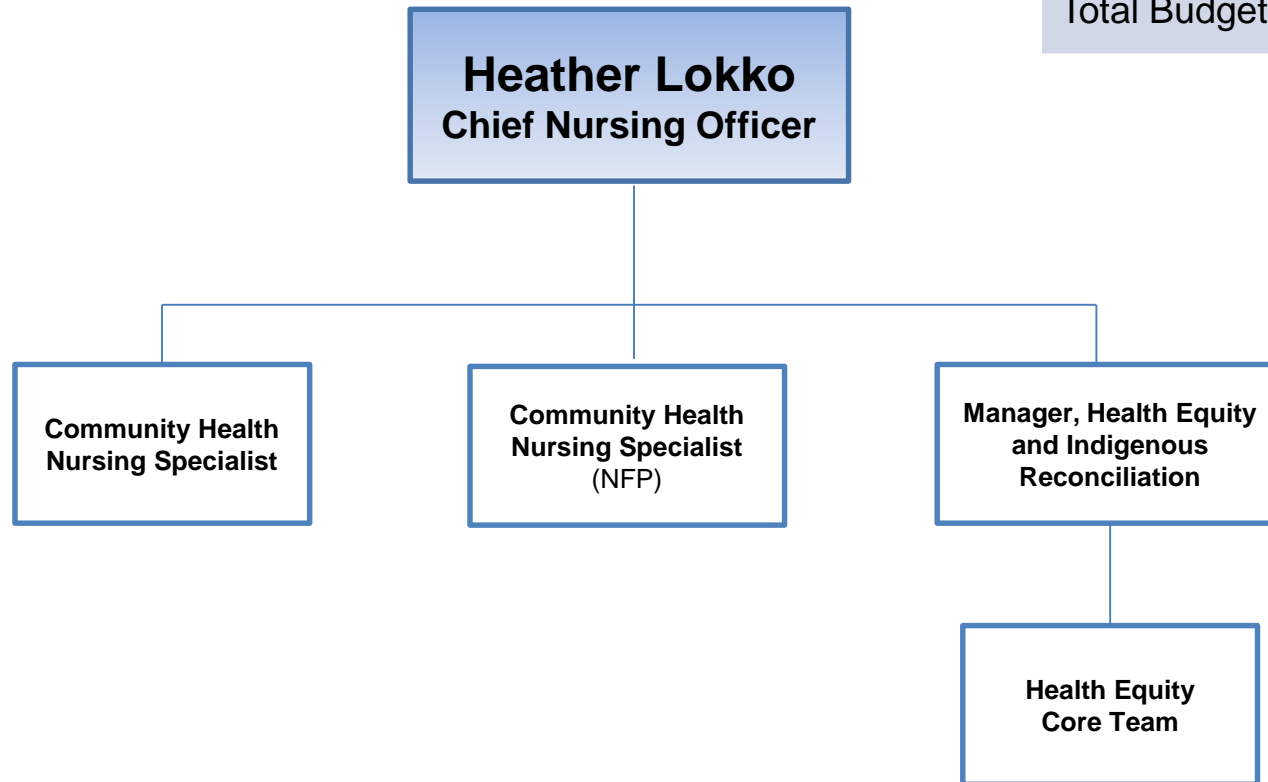 Total Budget
Heather Lokko
Chief Nursing Officer
Community Health
Nursing Specialist
Community Health
Nursing Specialist
(NFP)
Manager, Health Equity
and Indigenous
Reconciliation
Health Equity
Core Team